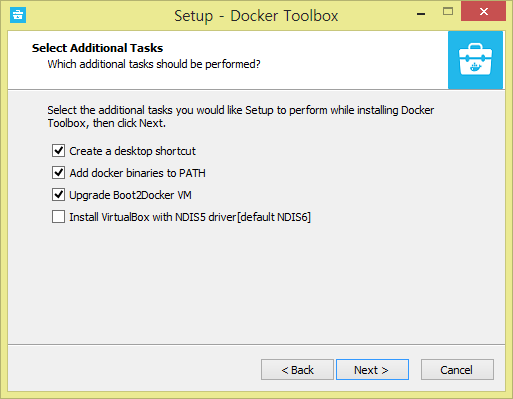 Setup - Docker Toolbox
Select Additional Tasks
Which additional tasks should be performed?
Select the additional tasks you would like Setup to perform while installing Docker
Toolbox, then click Next.
Create a desktop shortcut
Add docker binaries to PATH
Upgrade Boot2Docker VM
Install VirtualBox with NDIS5 driver[default NDIS6]
< Back
Next >
Cancel